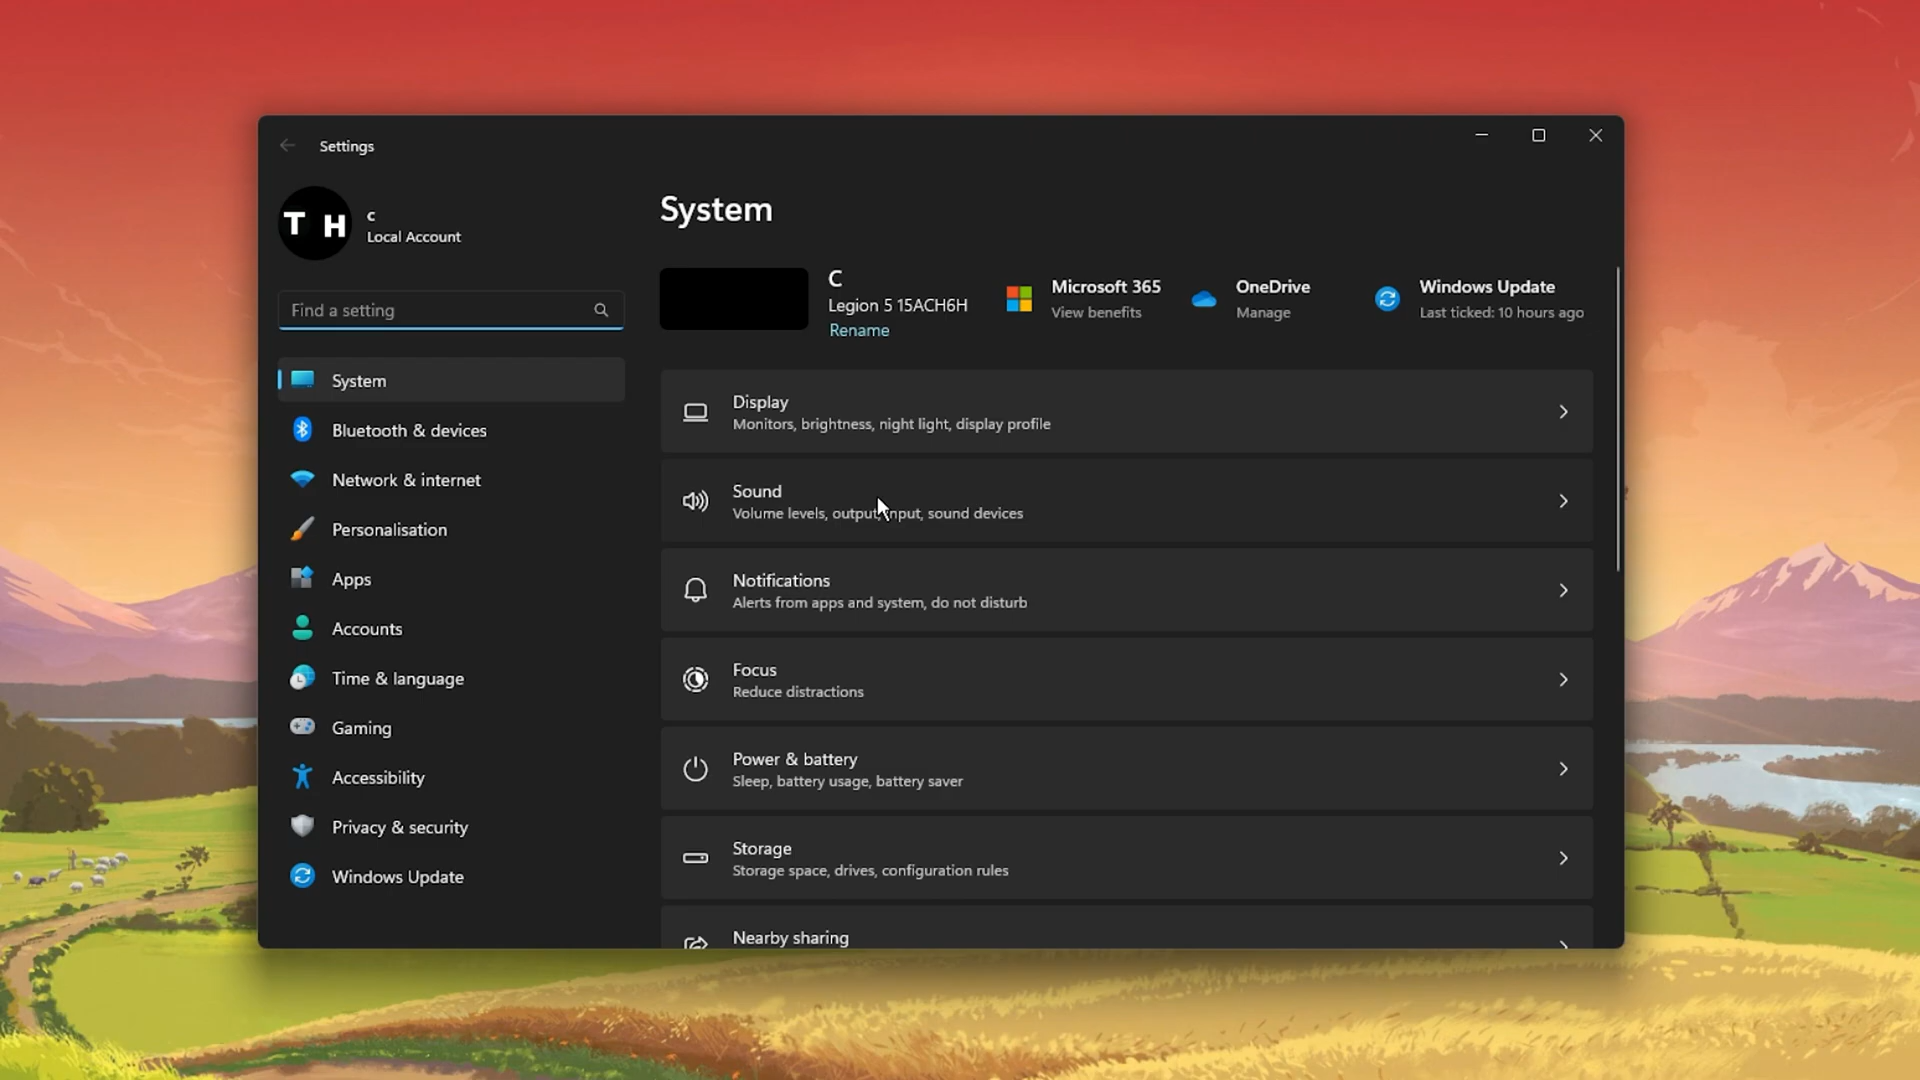 Settings
T H
c
Local Account
Find a setting
System
Bluetooth & devices
Network & internet
Personalisation
Apps
Accounts
Time & language
Gaming
Accessibility
Privacy & security
Windows Update
System
C
Legion 5 15ACH6H
Rename
Microsoft 365
View benefits
OneDrive
Manage
Windows Update
Last ticked: 10 hours ago
Display
Monitors, brightness, night light, display profile
Sound
Volume levels, output, input, sound devices
Notifications
Alerts from apps and system, do not disturb
Focus
Reduce distractions
Power & battery
Sleep, battery usage, battery saver
Storage
Storage space, drives, configuration rules
Nearby sharing